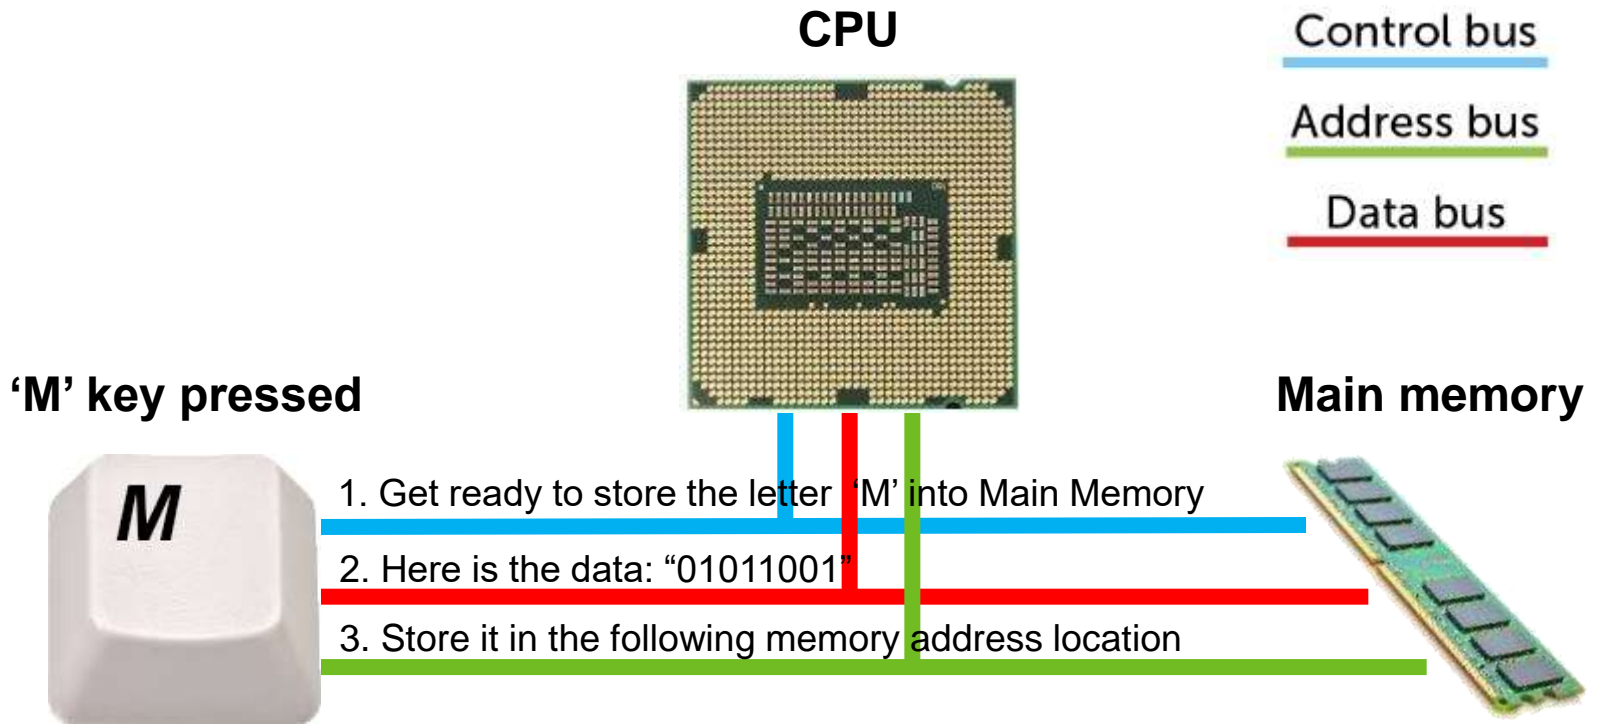 CPU
Control bus
Address bus
Data bus
‘M’ key pressed
Main memory
M
1. Get ready to store the letter ‘M’ into Main Memory
2. Here is the data: “01011001”
3. Store it in the following memory address location